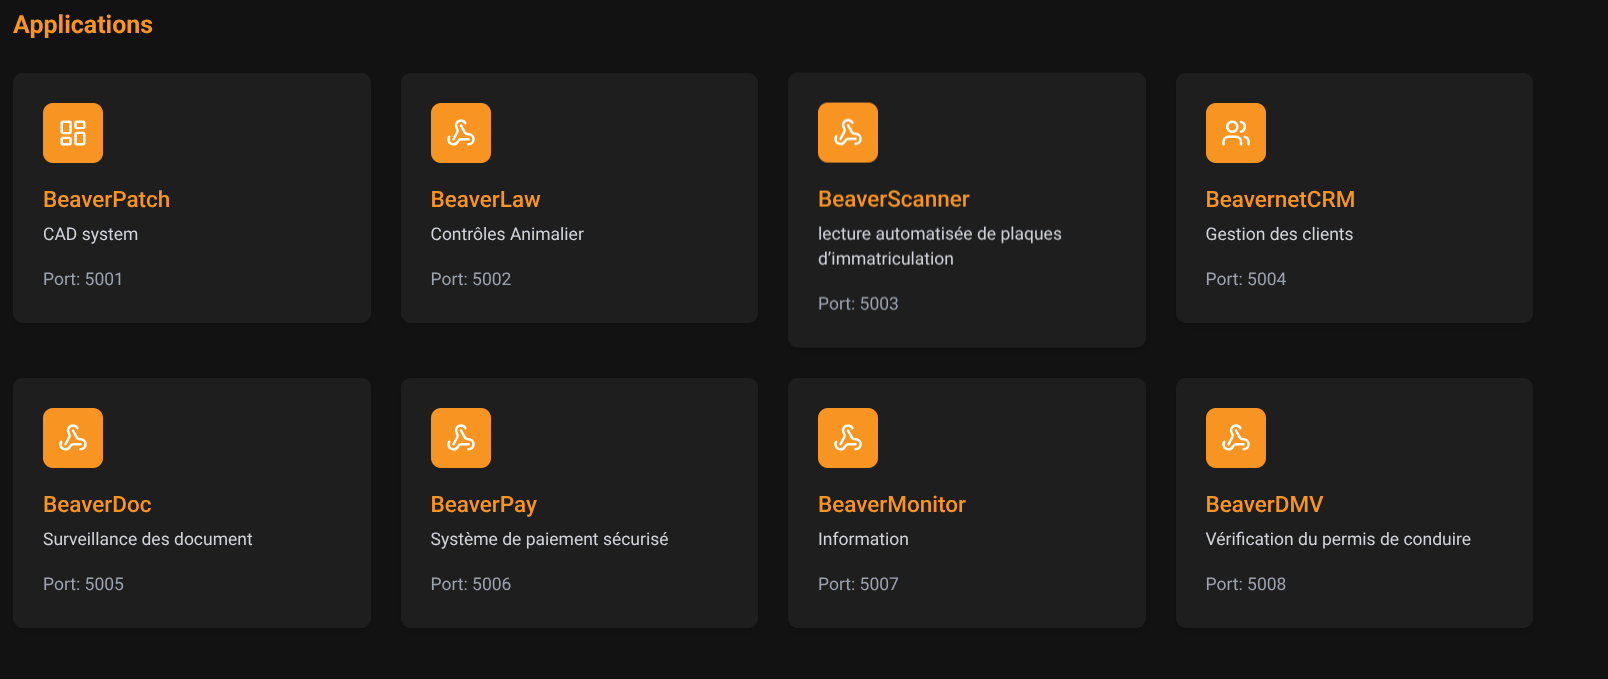 Applications
BeaverPatch
CAD system
Port: 5001
BeaverLaw
Contrôles Animalier
Port: 5002
BeaverScanner
lecture automatisée de plaques
d’immatriculation
Port: 5003
BeavernetCRM
Gestion des clients
Port: 5004
BeaverDoc
Surveillance des document
Port: 5005
BeaverPay
Système de paiement sécurisé
Port: 5006
BeaverMonitor
Information
Port: 5007
BeaverDMV
Vérification du permis de conduire
Port: 5008